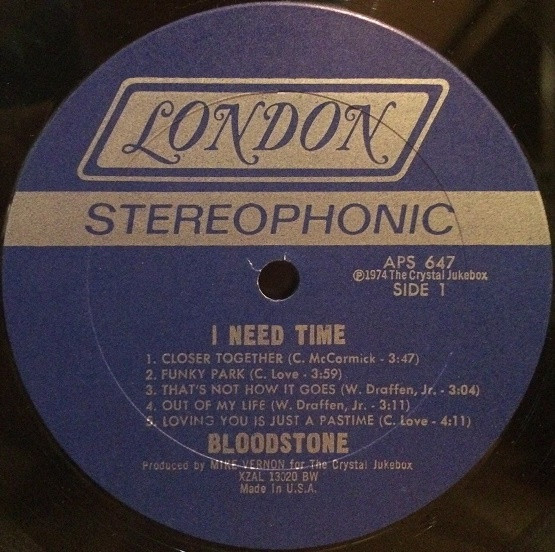 LONDON
STEREOPHONIC
APS 647
℗1974 The Crystal Jukebox
SIDE 1
I NEED TIME
1. CLOSER TOGETHER (C. McCormick - 3:47)
2. FUNKY PARK (C. Love - 3:59)
3. THAT'S NOT HOW IT GOES (W. Draffen, Jr. - 3:04)
4. OUT OF MY LIFE (W. Draffen, Jr. - 3:11)
5. LOVING YOU IS JUST A PASTIME (C. Love - 4:11)
BLOODSTONE
Produced by MIKE VERNON for The Crystal Jukebox
XZAL 13020 BW
Made in U.S.A.